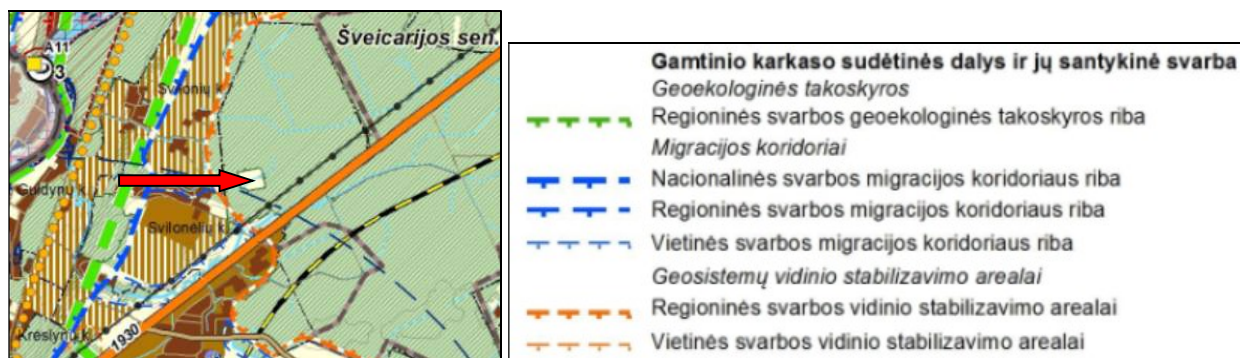 Šveicarijos sen.
A11
3
Svilonių k.
Guldynų k.
Svilonėlių k.
Krėslynų k.
1930
Gamtinio karkaso sudėtinės dalys ir jų santykinė svarba
Geoekologinės takoskyros
Regioninės svarbos geoekologinės takoskyros riba
Migracijos koridoriai
Nacionalinės svarbos migracijos koridoriaus riba
Regioninės svarbos migracijos koridoriaus riba
Vietinės svarbos migracijos koridoriaus riba
Geosistemų vidinio stabilizavimo arealai
Regioninės svarbos vidinio stabilizavimo arealai
Vietinės svarbos vidinio stabilizavimo arealai